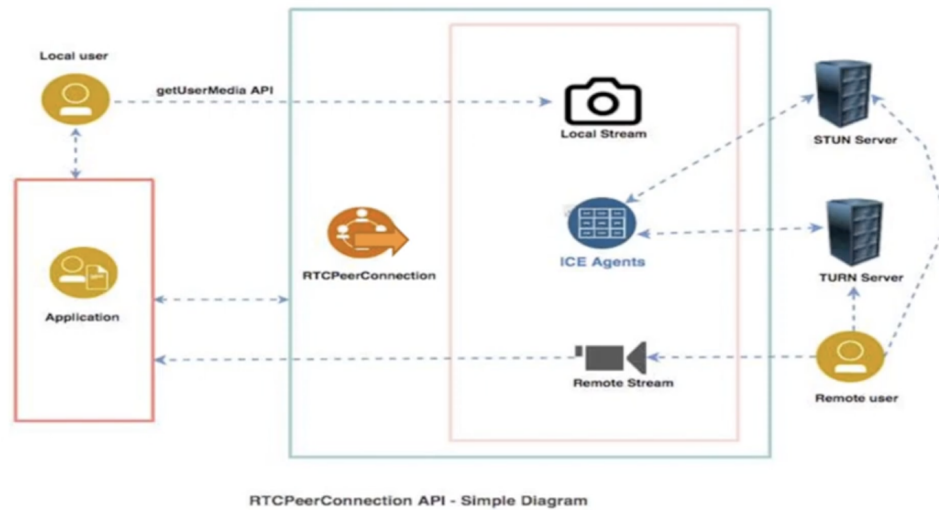 Local user
getUserMedia API
Local Stream
STUN Server
RTCPeerConnection
ICE Agents
TURN Server
Application
Remote Stream
Remote user
RTCPeerConnection API - Simple Diagram